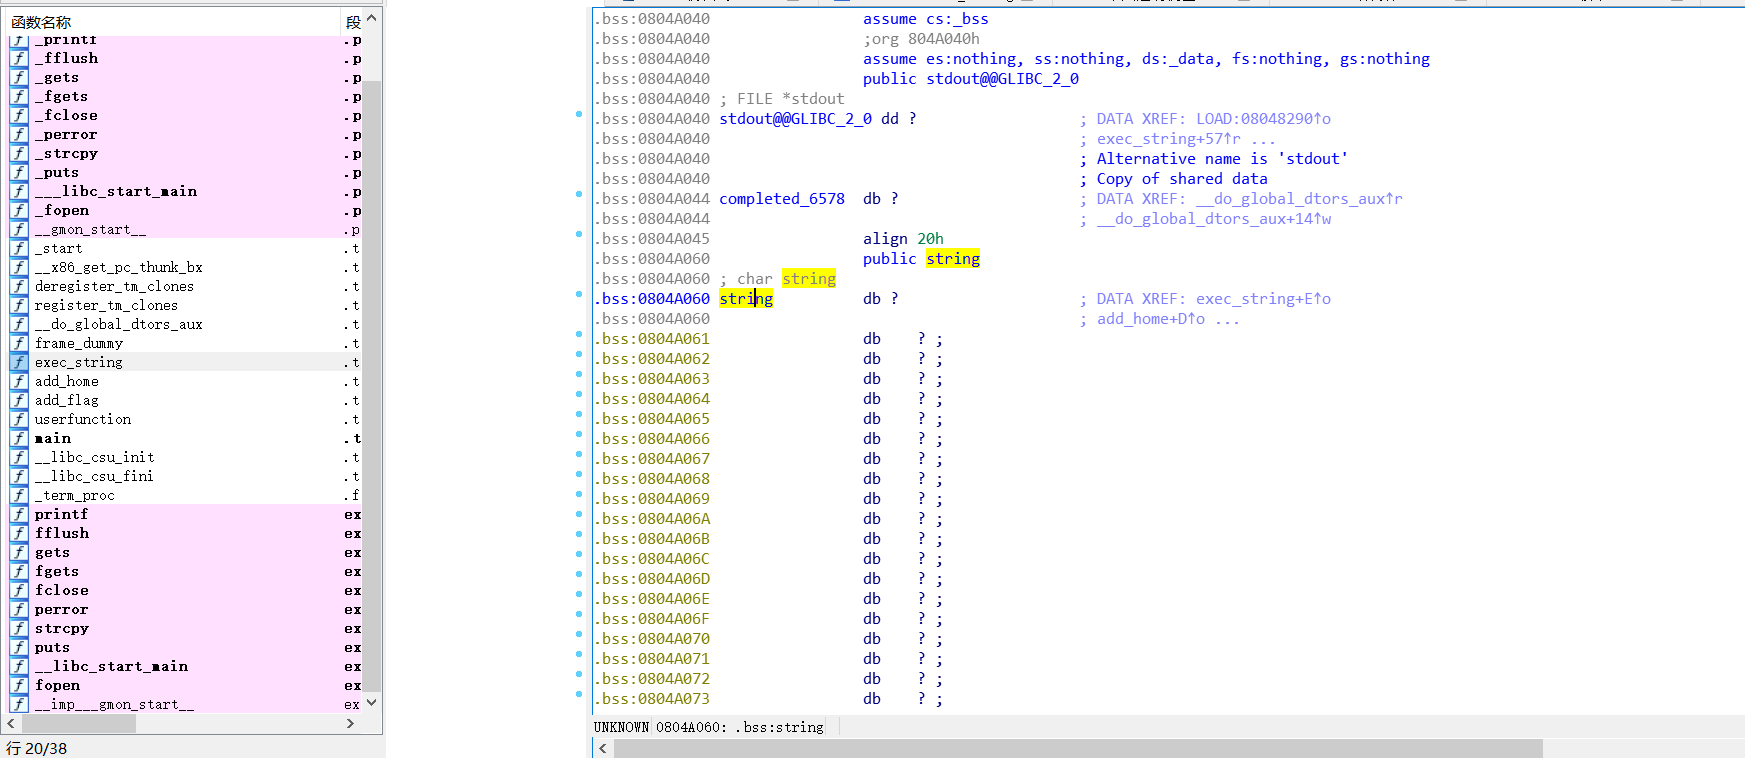 函数名称 段
_printf .p
_fflush .p
_gets .p
_fgets .p
_fclose .p
_perror .p
_strcpy .p
_puts .p
___libc_start_main .p
_fopen .p
__gmon_start__ .p
_start .t
__x86_get_pc_thunk_bx .t
deregister_tm_clones .t
register_tm_clones .t
__do_global_dtors_aux .t
frame_dummy .t
exec_string .t
add_home .t
add_flag .t
userfunction .t
main .t
__libc_csu_init .t
__libc_csu_fini .t
_term_proc .f
printf ex
fflush ex
gets ex
fgets ex
fclose ex
perror ex
strcpy ex
puts ex
__libc_start_main ex
fopen ex
__imp___gmon_start__ ex
行 20/38
.bss:0804A040 assume cs:_bss
.bss:0804A040 ;org 804A040h
.bss:0804A040 assume es:nothing, ss:nothing, ds:_data, fs:nothing, gs:nothing
.bss:0804A040 public stdout@@GLIBC_2_0
.bss:0804A040 ; FILE *stdout
.bss:0804A040 stdout@@GLIBC_2_0 dd ? ; DATA XREF: LOAD:08048290↑o
.bss:0804A040 ; exec_string+57↑r ...
.bss:0804A040 ; Alternative name is 'stdout'
.bss:0804A040 ; Copy of shared data
.bss:0804A044 completed_6578 db ? ; DATA XREF: __do_global_dtors_aux↑r
.bss:0804A044 ; __do_global_dtors_aux+14↑w
.bss:0804A045 align 20h
.bss:0804A060 public string
.bss:0804A060 ; char string
.bss:0804A060 string db ? ; DATA XREF: exec_string+E↑o
.bss:0804A060 ; add_home+D↑o ...
.bss:0804A061 db ? ;
.bss:0804A062 db ? ;
.bss:0804A063 db ? ;
.bss:0804A064 db ? ;
.bss:0804A065 db ? ;
.bss:0804A066 db ? ;
.bss:0804A067 db ? ;
.bss:0804A068 db ? ;
.bss:0804A069 db ? ;
.bss:0804A06A db ? ;
.bss:0804A06B db ? ;
.bss:0804A06C db ? ;
.bss:0804A06D db ? ;
.bss:0804A06E db ? ;
.bss:0804A06F db ? ;
.bss:0804A070 db ? ;
.bss:0804A071 db ? ;
.bss:0804A072 db ? ;
.bss:0804A073 db ? ;
UNKNOWN 0804A060: .bss:string